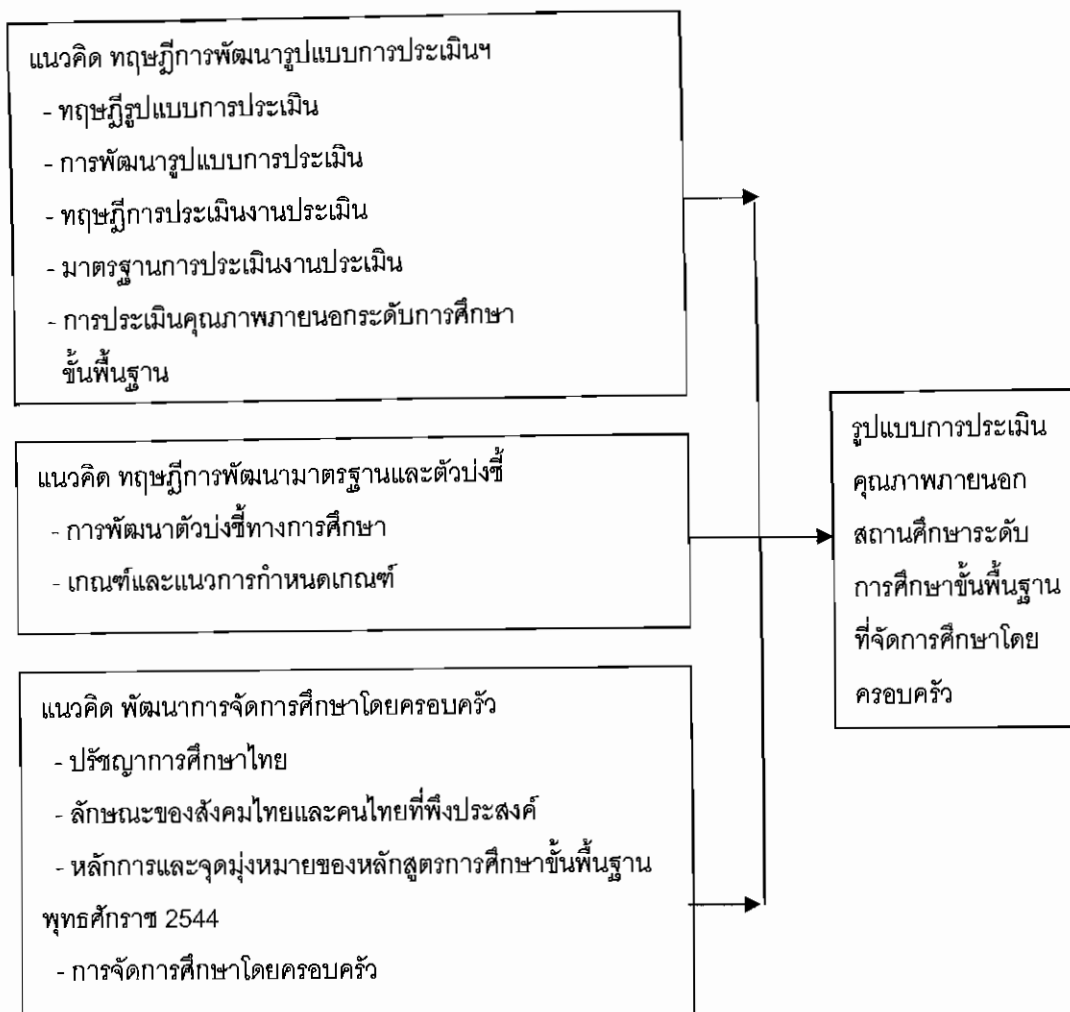 แนวคิด ทฤษฎีการพัฒนารูปแบบการประเมินฯ
- ทฤษฎีรูปแบบการประเมิน
- การพัฒนารูปแบบการประเมิน
- ทฤษฎีการประเมินงานประเมิน
- มาตรฐานการประเมินงานประเมิน
- การประเมินคุณภาพภายนอกระดับการศึกษา
ขั้นพื้นฐาน
แนวคิด ทฤษฎีการพัฒนามาตรฐานและตัวบ่งชี้
- การพัฒนาตัวบ่งชี้ทางการศึกษา
- เกณฑ์และแนวการกำหนดเกณฑ์
แนวคิด พัฒนาการจัดการศึกษาโดยครอบครัว
- ปรัชญาการศึกษาไทย
- ลักษณะของสังคมไทยและคนไทยที่พึงประสงค์
- หลักการและจุดมุ่งหมายของหลักสูตรการศึกษาขั้นพื้นฐาน
พุทธศักราช 2544
- การจัดการศึกษาโดยครอบครัว
รูปแบบการประเมิน
คุณภาพภายนอก
สถานศึกษาระดับ
การศึกษาขั้นพื้นฐาน
ที่จัดการศึกษาโดย
ครอบครัว